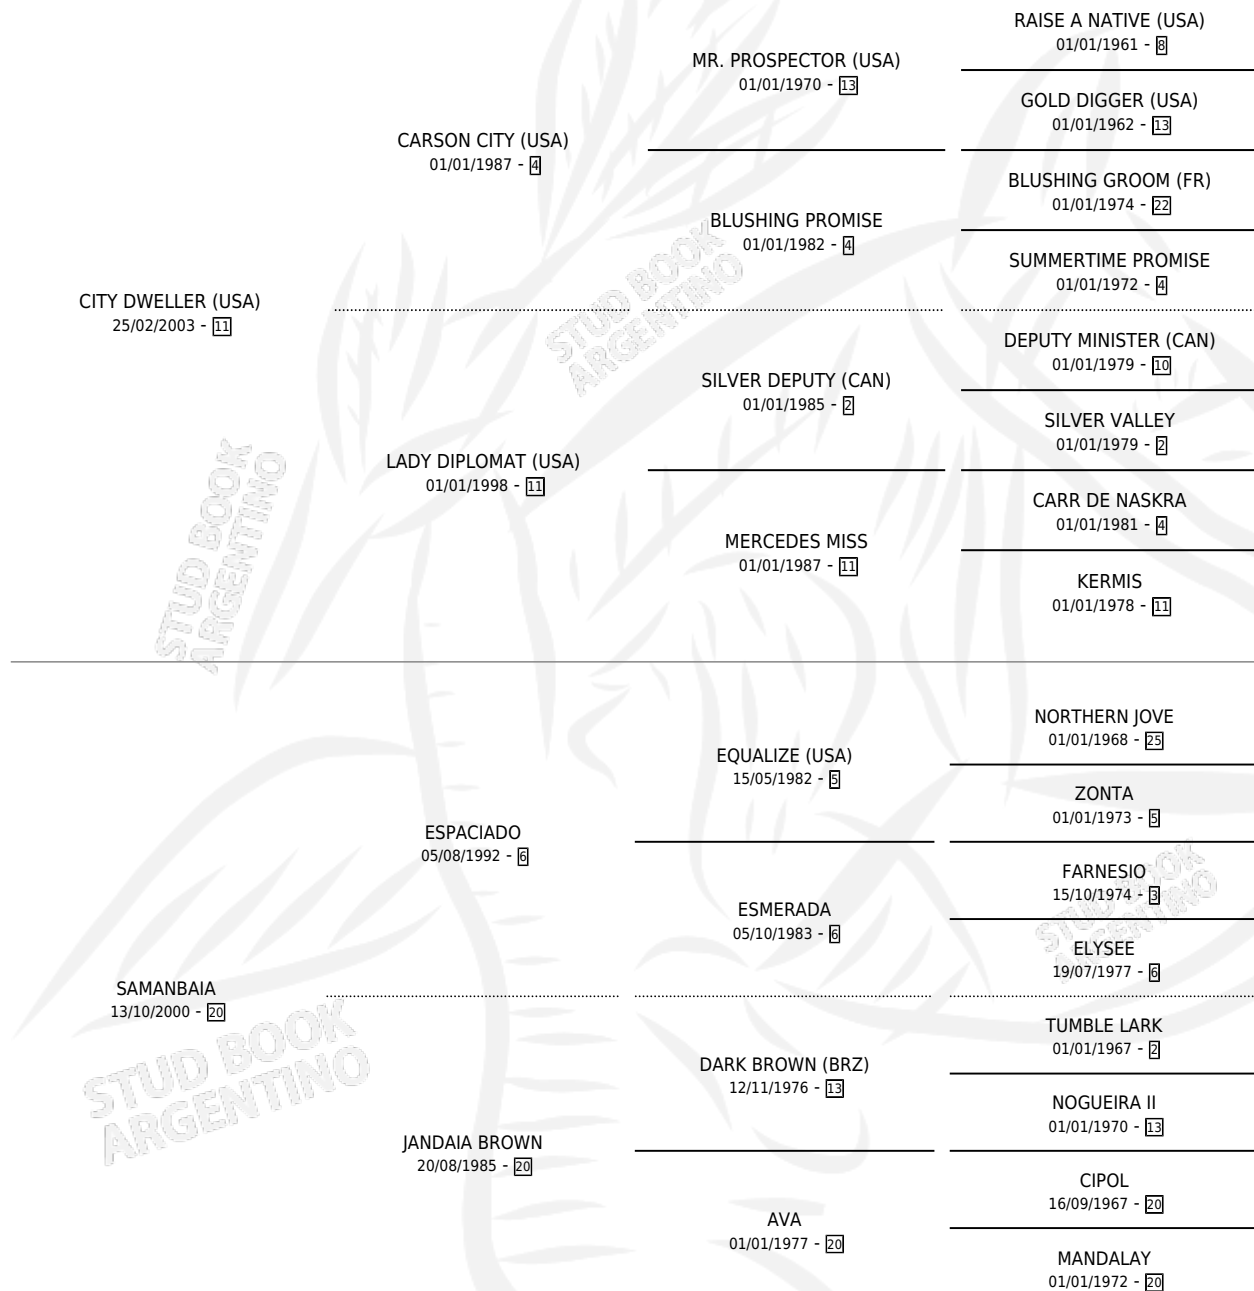 RAISE A NATIVE (USA)
01/01/1961 - 8
MR. PROSPECTOR (USA)
01/01/1970 - 13
GOLD DIGGER (USA)
01/01/1962 - 13
CARSON CITY (USA)
01/01/1987 - 4
BLUSHING GROOM (FR)
01/01/1974 - 22
BLUSHING PROMISE
01/01/1982 - 4
SUMMERTIME PROMISE
01/01/1972 - 4
CITY DWELLER (USA)
25/02/2003 - 11
STUD BOOK
ARGENTINO
DEPUTY MINISTER (CAN)
01/01/1979 - 10
SILVER DEPUTY (CAN)
01/01/1985 - 2
SILVER VALLEY
01/01/1979 - 2
LADY DIPLOMAT (USA)
01/01/1998 - 11
CARR DE NASKRA
01/01/1981 - 4
MERCEDES MISS
01/01/1987 - 11
KERMIS
01/01/1978 - 11
STUD BOOK
ARGENTINO
NORTHERN JOVE
01/01/1968 - 25
EQUALIZE (USA)
15/05/1982 - 5
ZONTA
01/01/1973 - 5
ESPACIADO
05/08/1992 - 6
FARNESIO
15/10/1974 - 3
ESMERADA
05/10/1983 - 6
STUD BOOK
ARGENTINO
ELYSEE
19/07/1977 - 6
SAMANBAIA
13/10/2000 - 20
STUD BOOK
ARGENTINO
TUMBLE LARK
01/01/1967 - 2
DARK BROWN (BRZ)
12/11/1976 - 13
NOGUEIRA II
01/01/1970 - 13
JANDAIA BROWN
20/08/1985 - 20
CIPOL
16/09/1967 - 20
AVA
01/01/1977 - 20
MANDALAY
01/01/1972 - 20